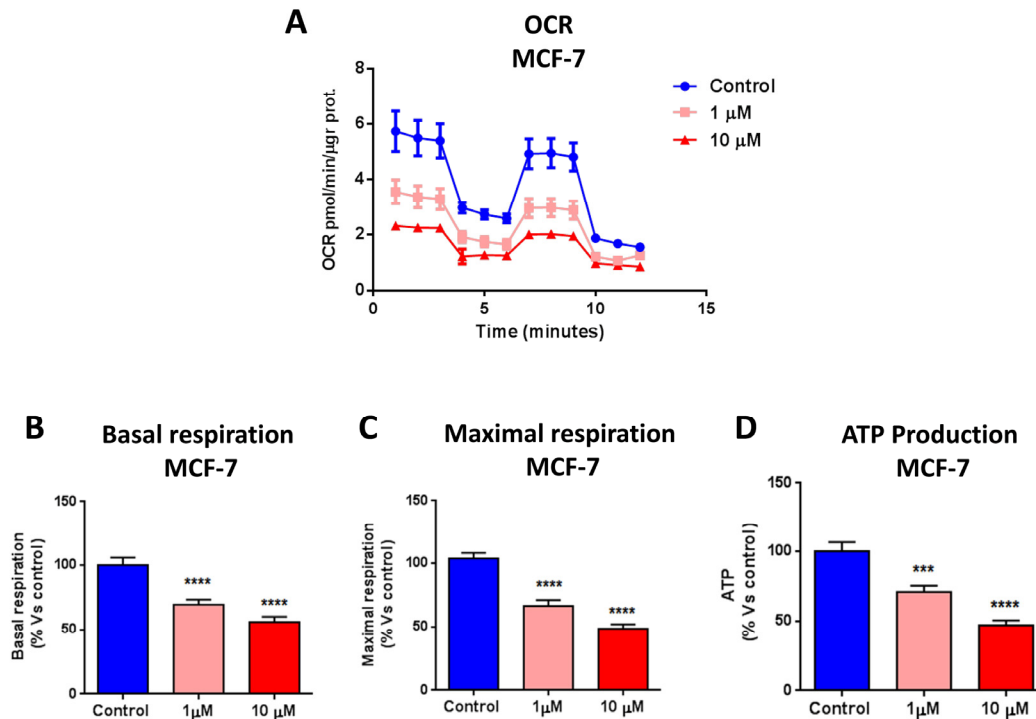 A
OCR
MCF-7
OCR pmol/min/µgr prot.
8
6
4
2
0
0
5
10
15
Time (minutes)
Control
1 µM
10 µM
B
Basal respiration
MCF-7
Basal respiration
(% Vs control)
150
100
50
0
****
****
Control
1µM
10 µM
C
Maximal respiration
MCF-7
Maximal respiration
(% Vs control)
150
100
50
0
****
****
Control
1µM
10 µM
D
ATP Production
MCF-7
ATP
(% Vs control)
150
100
50
0
***
****
Control
1µM
10 µM